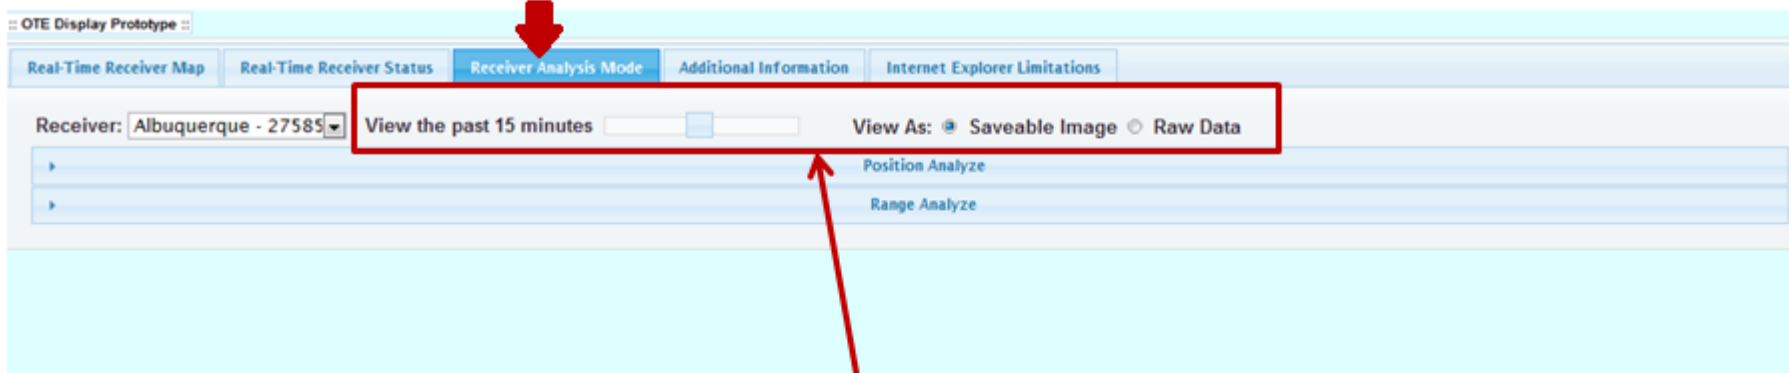 :: OTE Display Prototype ::
Real-Time Receiver Map Real-Time Receiver Status Receiver Analysis Mode Additional Information Internet Explorer Limitations
Receiver: Albuquerque - 27585 View the past 15 minutes View As: Saveable Image Raw Data
Position Analyze
Range Analyze